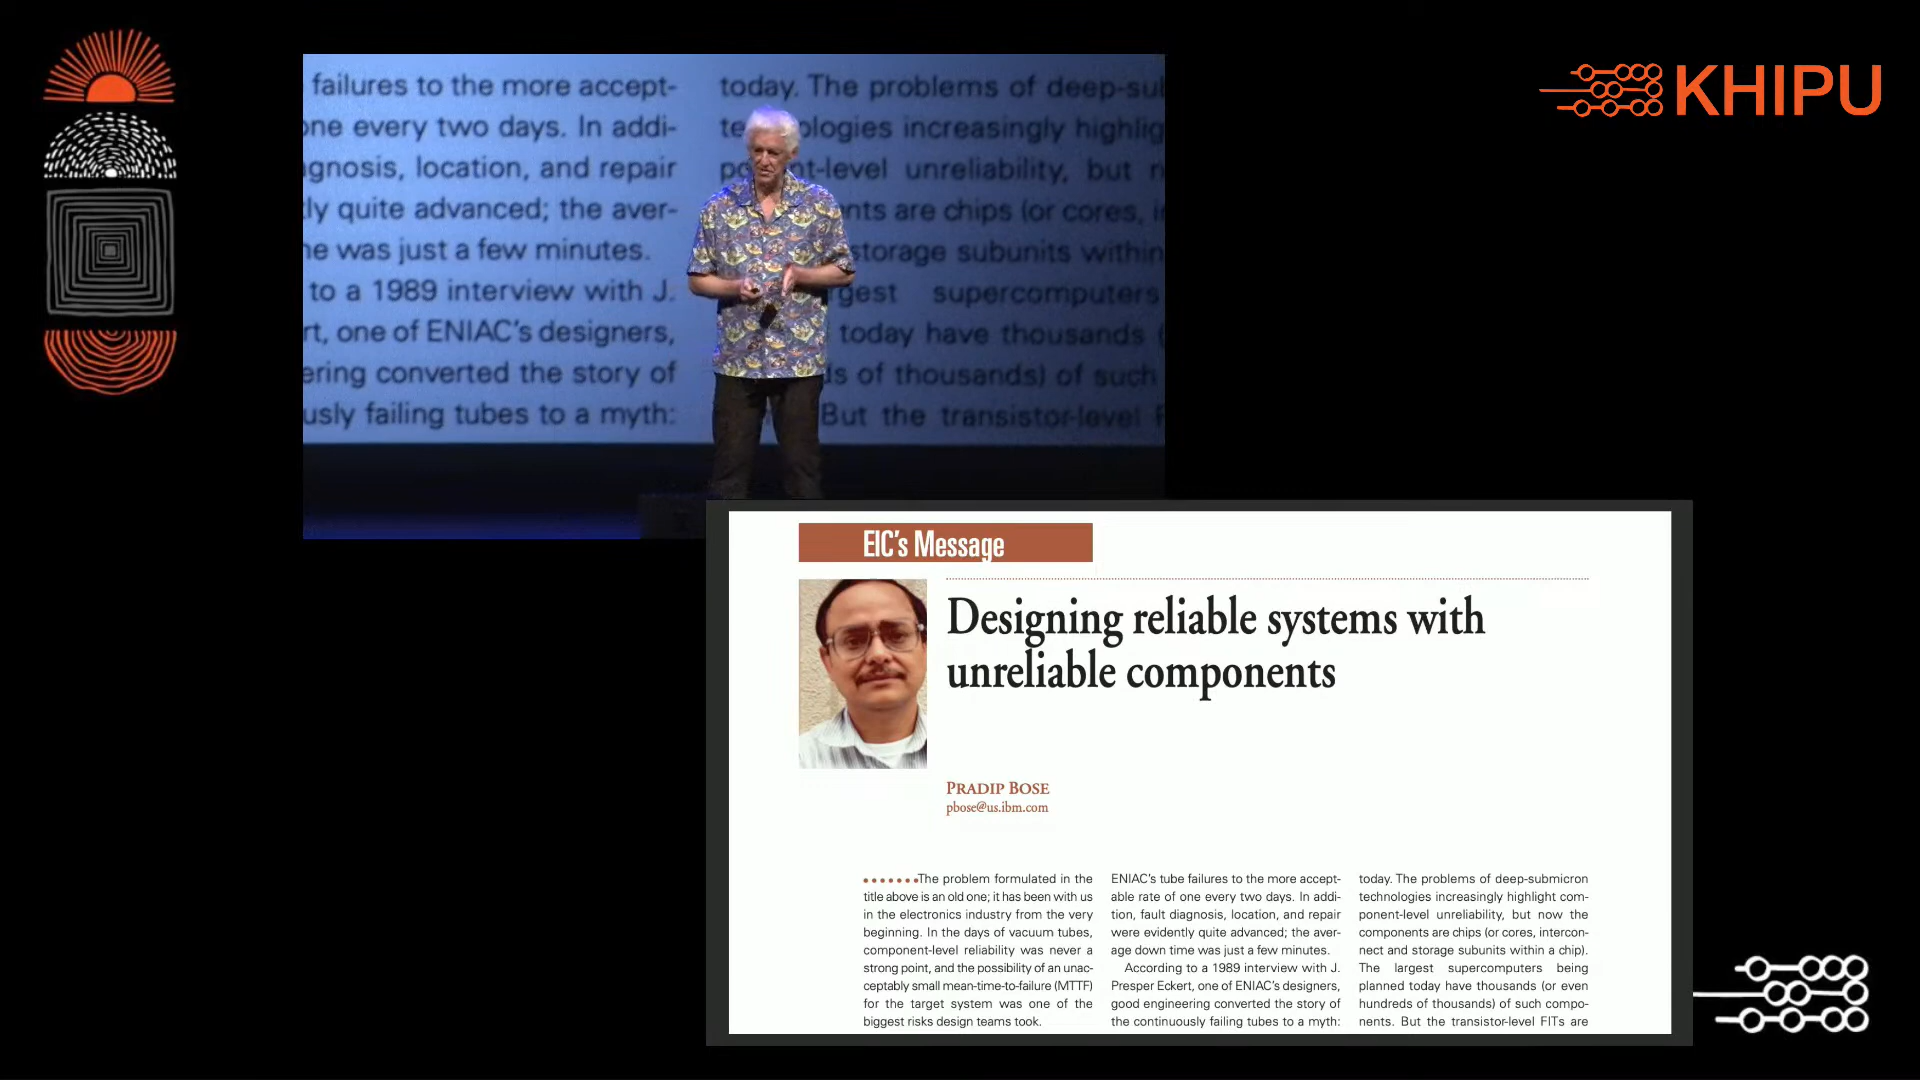 KHIPU
failures to the more accept-
one every two days. In addi-
gnosis, location, and repair
ly quite advanced; the aver-
e was just a few minutes.
to a 1989 interview with J.
rt, one of ENIAC's designers,
ering converted the story of
usly failing tubes to a myth:
today. The problems of deep-su
ologies increasingly highlig
t-level unreliability, but
nts are chips (or cores, i
storage subunits within
gest supercomputers
today have thousands (
ds of thousands) of such
But the transistor-level F
EIC's Message
Designing reliable systems with
unreliable components
PRADIP BOSE
pbose@us.ibm.com
The problem formulated in the
title above is an old one; it has been with us
in the electronics industry from the very
beginning. In the days of vacuum tubes,
component-level reliability was never a
strong point, and the possibility of an unac-
ceptably small mean-time-to-failure (MTTF)
for the target system was one of the
biggest risks design teams took.
ENIAC's tube failures to the more accept-
able rate of one every two days. In addi-
tion, fault diagnosis, location, and repair
were evidently quite advanced; the aver-
age down time was just a few minutes.
According to a 1989 interview with J.
Presper Eckert, one of ENIAC's designers,
good engineering converted the story of
the continuously failing tubes to a myth:
today. The problems of deep-submicron
technologies increasingly highlight com-
ponent-level unreliability, but now the
components are chips (or cores, intercon-
nect and storage subunits within a chip).
The largest supercomputers being
planned today have thousands (or even
hundreds of thousands) of such compo-
nents. But the transistor-level FITs are